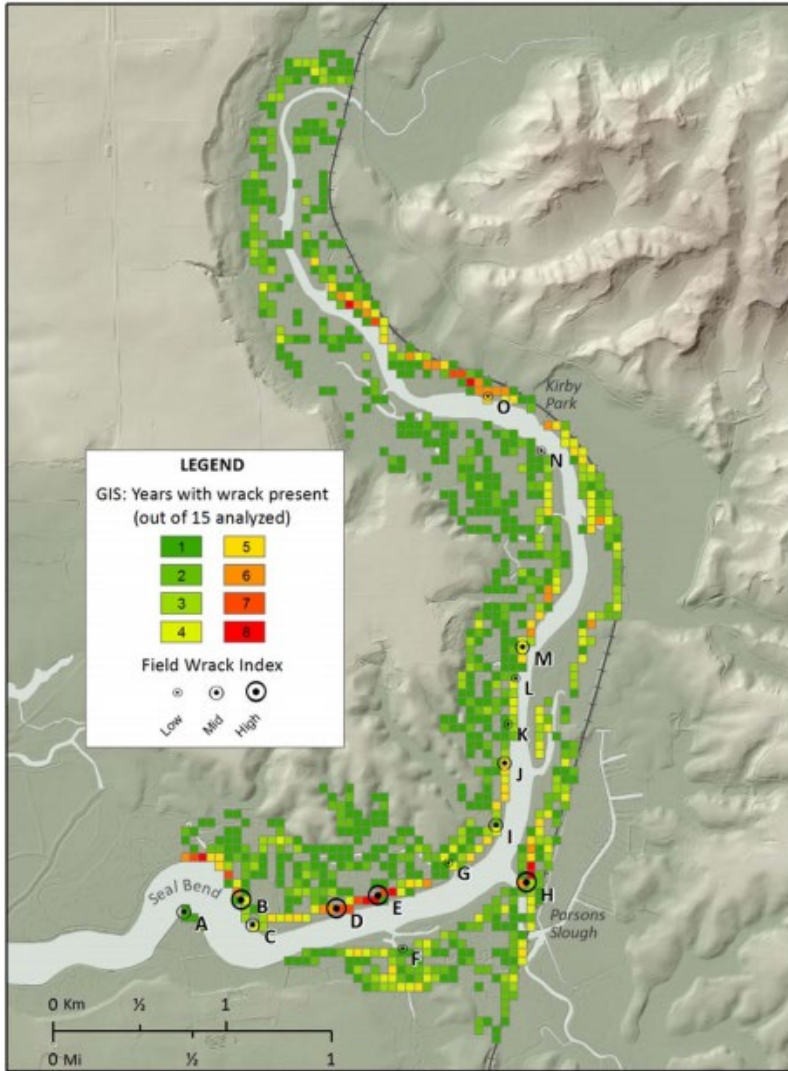 Kirby
Park
O
N
LEGEND
GIS: Years with wrack present
(out of 15 analyzed)
1 5
2 6
3 7
4 8
Field Wrack Index
Low Mid High
M
L
K
J
I
G
Seal Bend
B
E
H
D
A
C
Parsons
Slough
F
0 Km ½ 1
0 Mi ½ 1